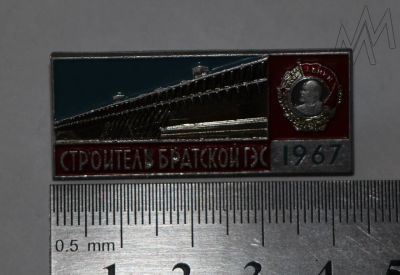 СТРОИТЕЛЬ БРАТСКОЙ ГЭС 1967
0.5 mm 1 2 3 4 5